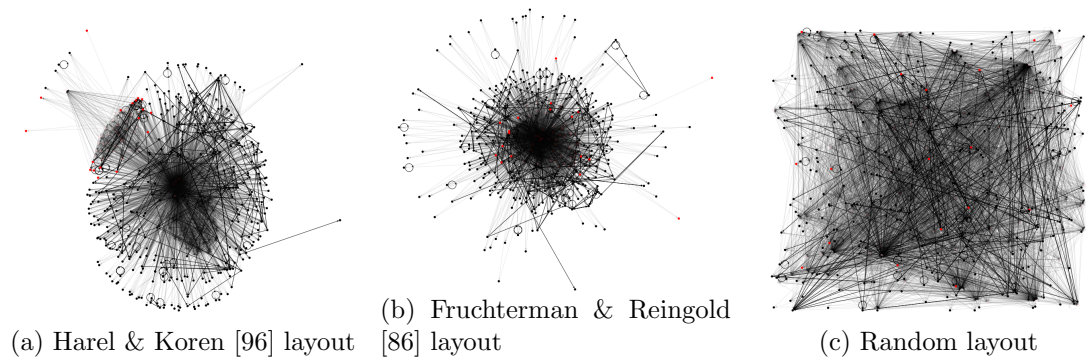 (a) Harel & Koren [96] layout
(b) Fruchterman & Reingold
[86] layout
(c) Random layout